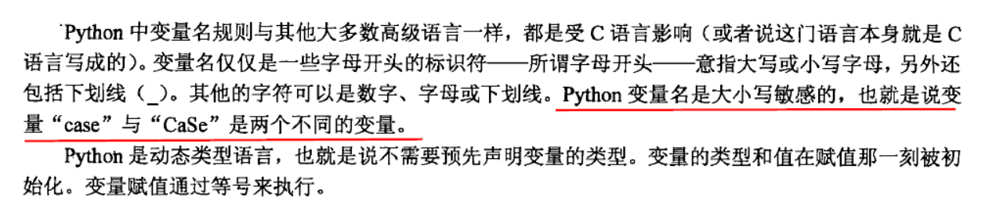 Python 中变量名规则与其他大多数高级语言一样，都是受 C 语言影响（或者说这门语言本身就是 C
语言写成的）。变量名仅仅是一些字母开头的标识符——所谓字母开头——意指大写或小写字母，另外还
包括下划线（_）。其他的字符可以是数字、字母或下划线。Python 变量名是大小写敏感的，也就是说变
量“case”与“CaSe”是两个不同的变量。
Python 是动态类型语言，也就是说不需要预先声明变量的类型。变量的类型和值在赋值那一刻被初
始化。变量赋值通过等号来执行。